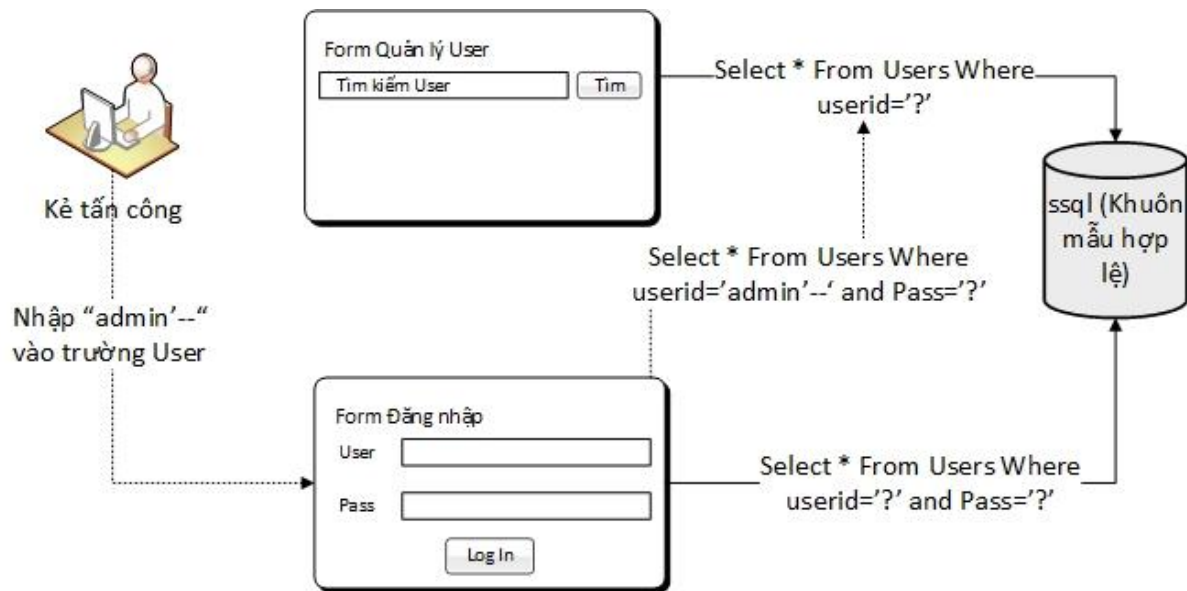 Form Quản lý User
Tìm kiếm User
Tìm
Select * From Users Where
userid='?'
Kẻ tấn công
ssql (Khuôn
mẫu hợp
lệ)
Select * From Users Where
userid='admin'--‘ and Pass='?'
Nhập “admin’--“
vào trường User
Form Đăng nhập
User
Pass
Log In
Select * From Users Where
userid='?' and Pass='?'